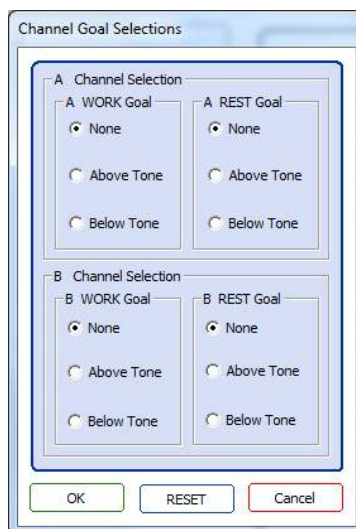 Channel Goal Selections
A Channel Selection
A WORK Goal A REST Goal
None None
Above Tone Above Tone
Below Tone Below Tone
B Channel Selection
B WORK Goal B REST Goal
None None
Above Tone Above Tone
Below Tone Below Tone
OK RESET Cancel